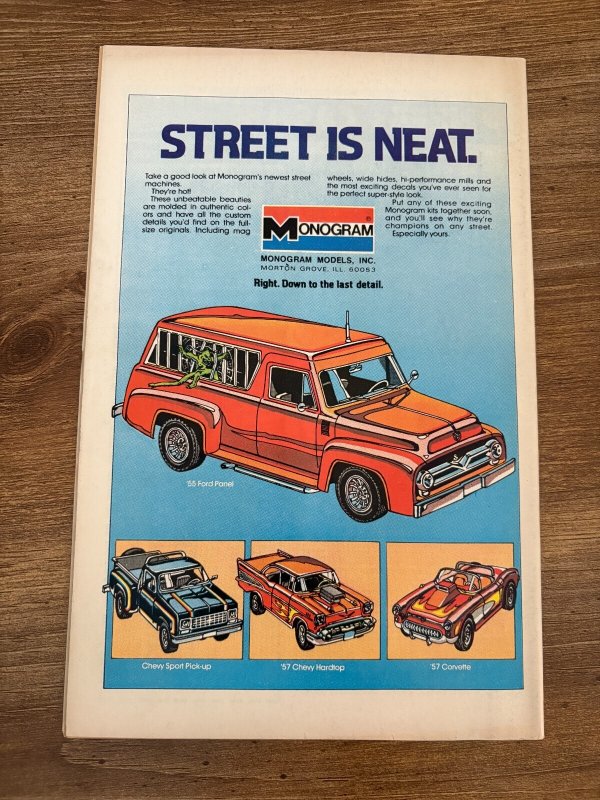 STREET IS NEAT.
Take a good look at Monogram's newest street
machines.
They're hot!
These unbeatable beauties
are molded in authentic col-
ors and have all the custom
details you'd find on the full-
size originals. Including mag
wheels, wide hides, hi-performance mills and
the most exciting decals you've ever seen for
the perfect super-style look.
Put any of these exciting
Monogram kits together soon,
and you'll see why they're
champions on any street.
Especially yours.
MONOGRAM®
MONOGRAM MODELS, INC.
MORTON GROVE, ILL. 60053
Right. Down to the last detail.
'55 Ford Panel
Chevy Sport Pick-up
'57 Chevy Hardtop
'57 Corvette